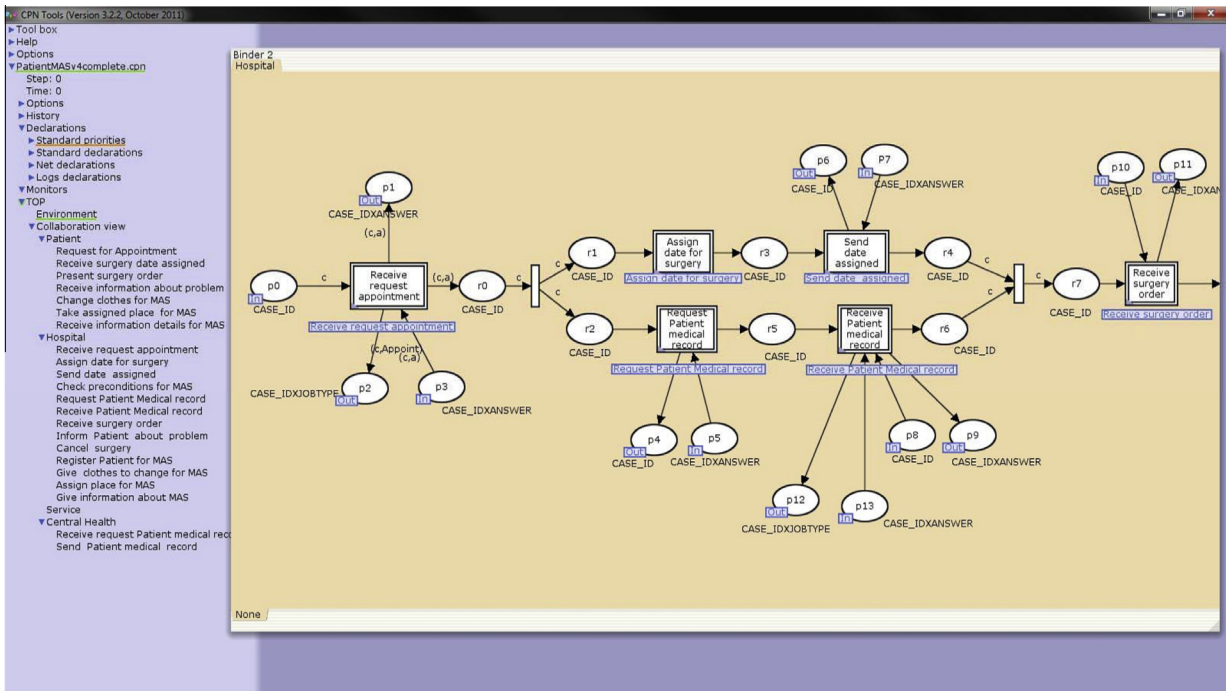 CPN Tools (Version 3.2.2, October 2011)
Tool box
Help
Options
PatientMASv4complete.cpn
Step: 0
Time: 0
Options
History
Declarations
Standard priorities
Standard declarations
Net declarations
Logs declarations
Monitors
TOP
Environment
Collaboration view
Patient
Request for Appointment
Receive surgery date assigned
Present surgery order
Receive information about problem
Change clothes for MAS
Take assigned place for MAS
Receive information details for MAS
Hospital
Receive request appointment
Assign date for surgery
Send date assigned
Check preconditions for MAS
Request Patient Medical record
Receive Patient Medical record
Receive surgery order
Inform Patient about problem
Cancel surgery
Register Patient for MAS
Give clothes to change for MAS
Assign place for MAS
Give information about MAS
Service
Central Health
Receive request Patient medical reco
Send Patient medical record
Binder 2
Hospital
p0
In
CASE_ID
c
p1
Out
CASE_IDXANSWER
(c,a)
Receive
request
appointment
Receive request appointment
(c,a)
(c,Appoint)
(c,a)
p2
Out
CASE_IDXJOBTYPE
p3
In
CASE_IDXANSWER
r0
CASE_ID
c
c
c
r1
CASE_ID
r2
CASE_ID
Assign
date for
surgery
Assign date for surgery
r3
CASE_ID
p6
Out
CASE_ID
P7
In
CASE_IDXANSWER
Send
date
assigned
Send date assigned
r4
CASE_ID
c
Request
Patient
medical
record
Request Patient Medical record
p4
Out
CASE_ID
p5
In
CASE_IDXANSWER
r5
CASE_ID
Receive
Patient
medical
record
Receive Patient Medical record
r6
CASE_ID
c
p8
In
CASE_ID
p9
Out
CASE_IDXANSWER
p12
Out
CASE_IDXJOBTYPE
p13
In
CASE_IDXANSWER
c
r7
CASE_ID
p10
In
CASE_ID
p11
Out
CASE_IDXAN
Receive
surgery
order
Receive surgery order
None